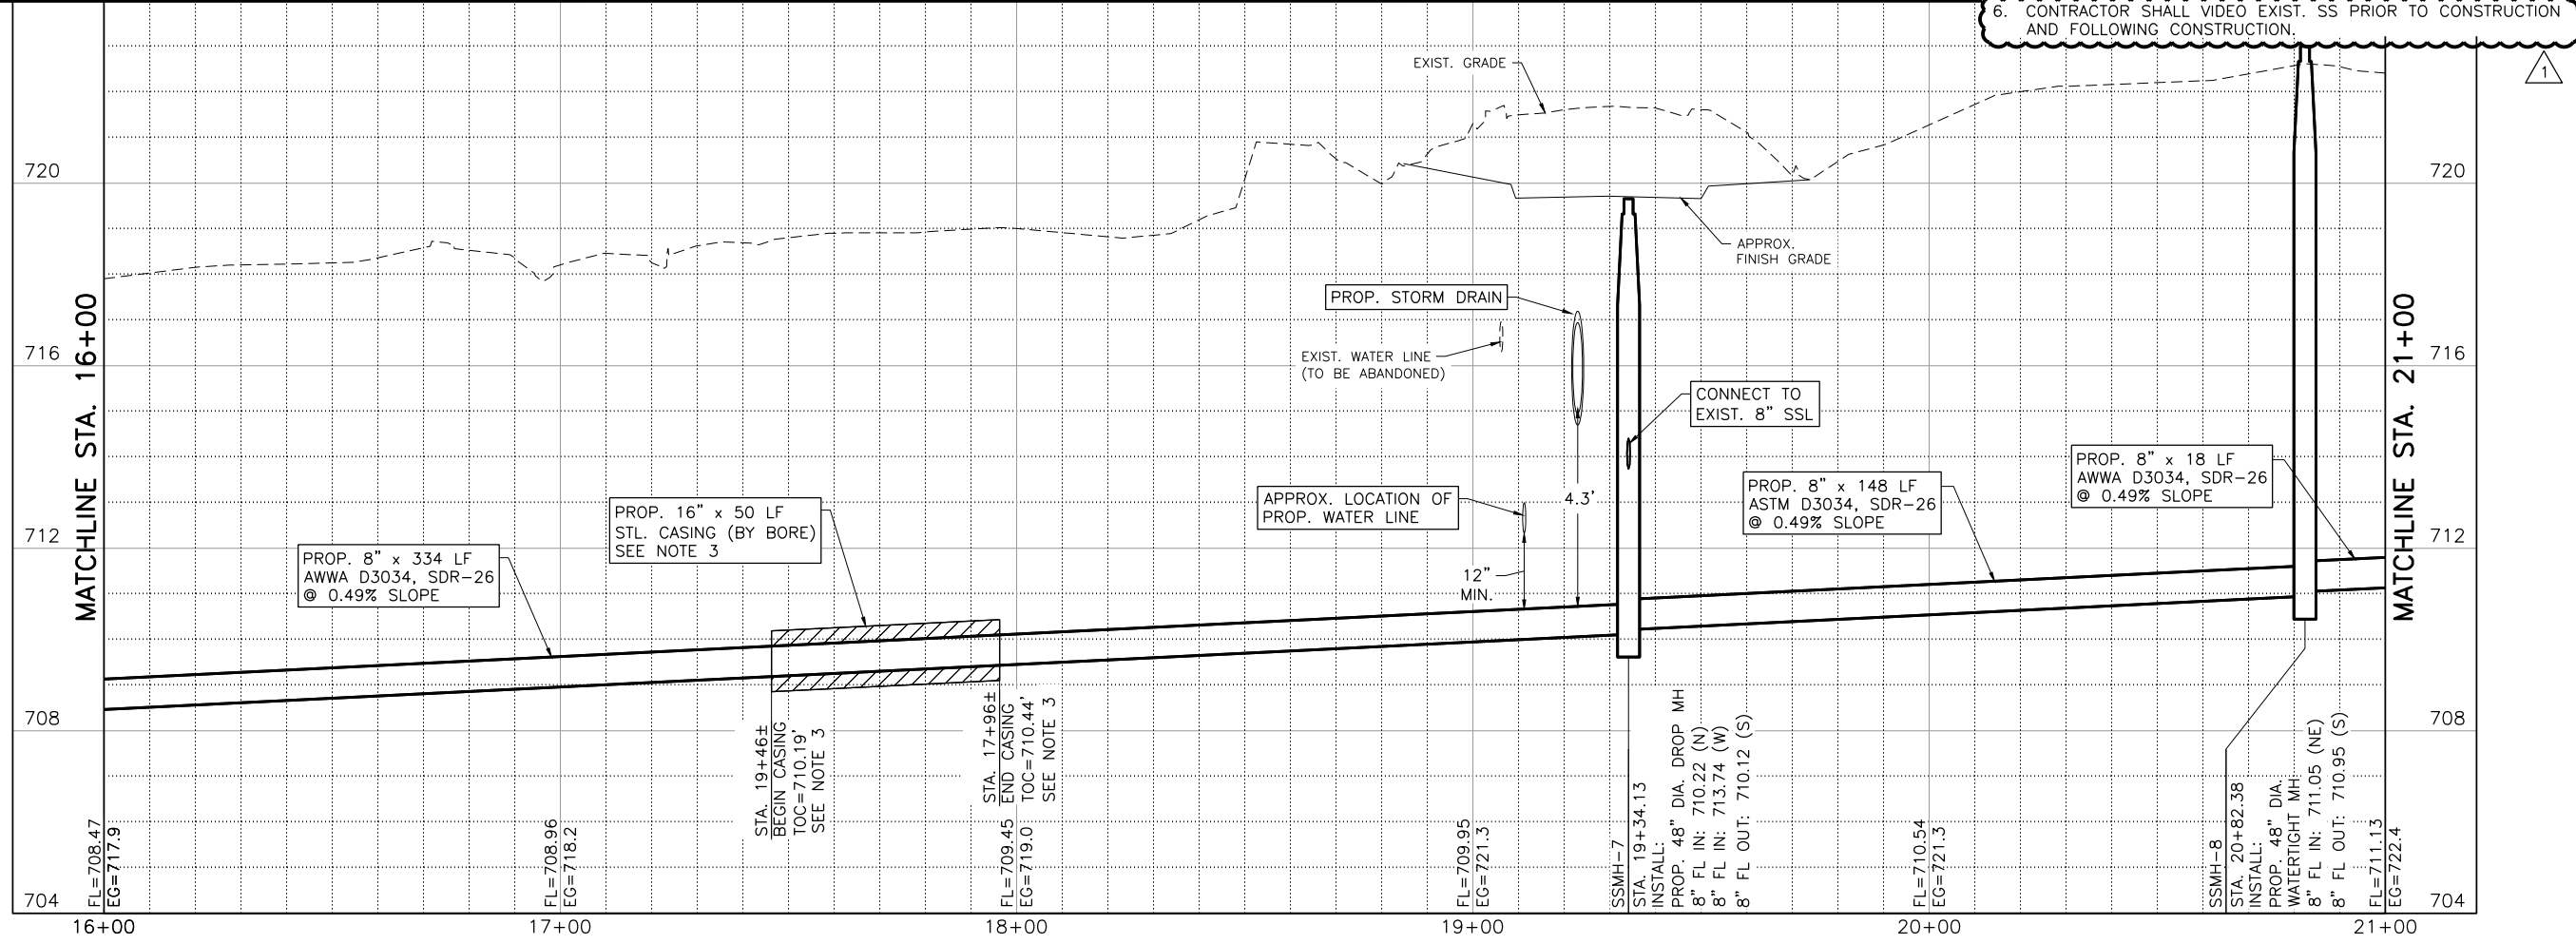 6. CONTRACTOR SHALL VIDEO EXIST. SS PRIOR TO CONSTRUCTION
AND FOLLOWING CONSTRUCTION.
1
EXIST. GRADE
720
720
APPROX.
FINISH GRADE
PROP. STORM DRAIN
EXIST. WATER LINE
(TO BE ABANDONED)
716
716
MATCHLINE STA. 16+00
MATCHLINE STA. 21+00
CONNECT TO
EXIST. 8" SSL
PROP. 8" x 18 LF
AWWA D3034, SDR-26
@ 0.49% SLOPE
PROP. 8" x 148 LF
ASTM D3034, SDR-26
@ 0.49% SLOPE
APPROX. LOCATION OF
PROP. WATER LINE
4.3'
PROP. 16" x 50 LF
STL. CASING (BY BORE)
SEE NOTE 3
712
712
PROP. 8" x 334 LF
AWWA D3034, SDR-26
@ 0.49% SLOPE
12"
MIN.
708
708
STA. 19+46±
BEGIN CASING
TOC=710.19'
SEE NOTE 3
STA. 17+96±
END CASING
TOC=710.44'
SEE NOTE 3
FL=708.47
EG=717.9
FL=708.96
EG=718.2
FL=709.45
EG=719.0
FL=709.95
EG=721.3
SSMH-7
STA. 19+34.13
INSTALL:
PROP. 48" DIA. DROP MH
8" FL IN: 710.22 (N)
8" FL IN: 713.74 (W)
8" FL OUT: 710.12 (S)
FL=710.54
EG=721.3
SSMH-8
STA. 20+82.38
INSTALL:
PROP. 48" DIA.
WATERTIGHT MH
8" FL IN: 711.05 (NE)
8" FL OUT: 710.95 (S)
FL=711.13
EG=722.4
704
704
16+00
17+00
18+00
19+00
20+00
21+00